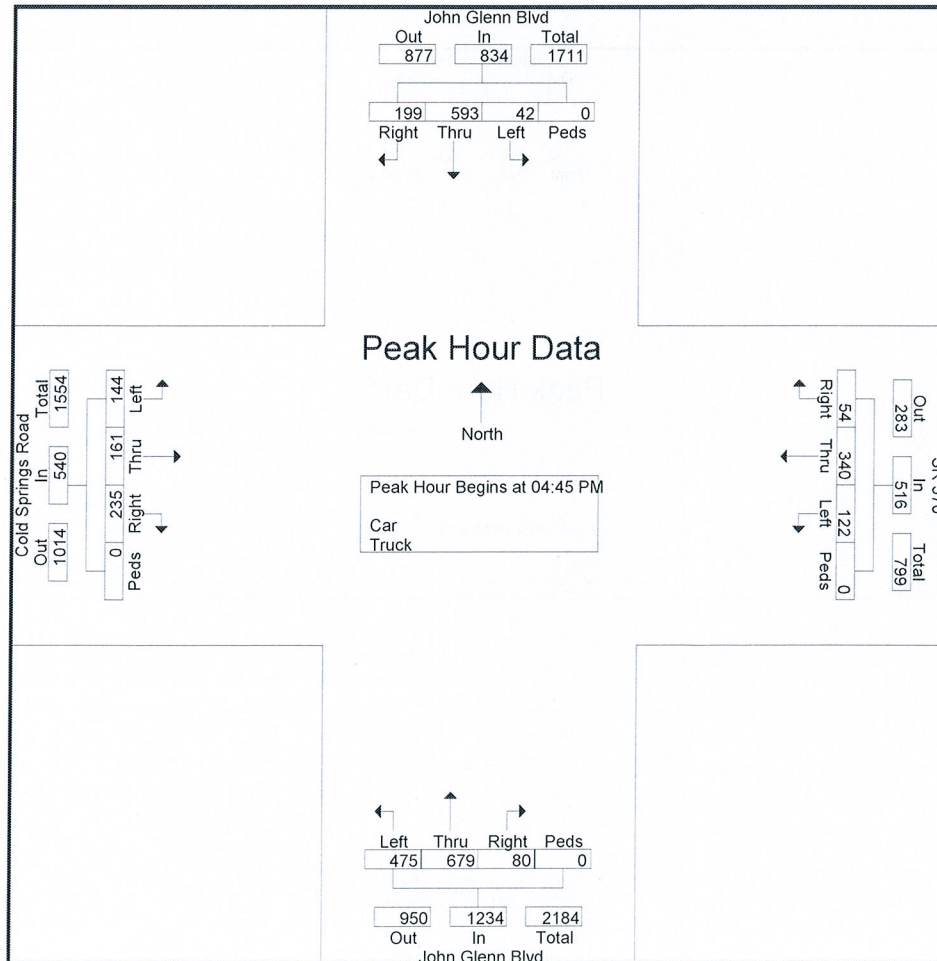 John Glenn Blvd
Out In Total
877 834 1711
199 593 42 0
Right Thru Left Peds
Peak Hour Data
North
Peak Hour Begins at 04:45 PM
Car
Truck
Cold Springs Road
Total In Out
1554 540 1014
144 161 235 0
Left Thru Right Peds
Out In Total
283 516 799
54 340 122 0
Right Thru Left Peds
Left Thru Right Peds
475 679 80 0
950 1234 2184
Out In Total
John Glenn Blvd